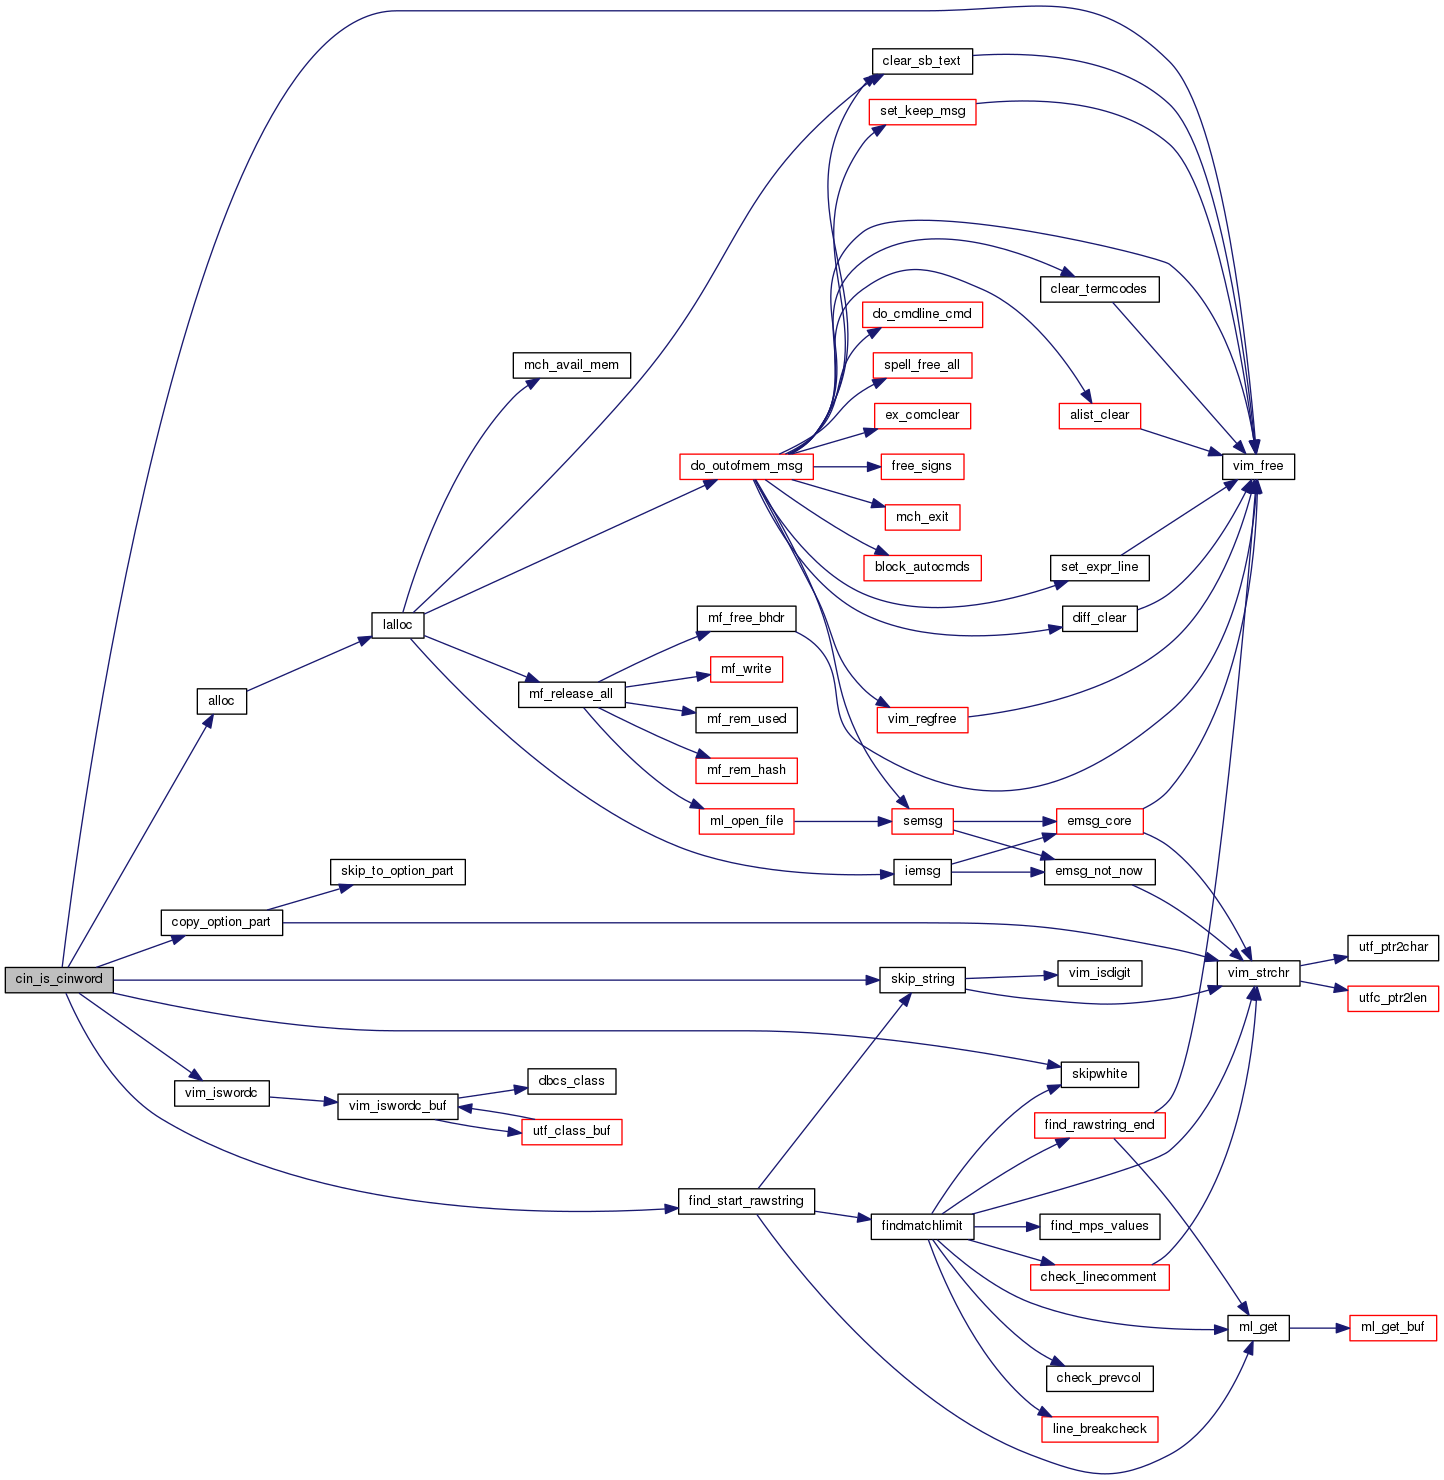 clear_sb_text
set_keep_msg
clear_termcodes
do_cmdline_cmd
mch_avail_mem
spell_free_all
ex_comclear
alist_clear
do_outofmem_msg
free_signs
vim_free
mch_exit
block_autocmds
set_expr_line
lalloc
mf_free_bhdr
diff_clear
mf_write
alloc
mf_release_all
mf_rem_used
vim_regfree
mf_rem_hash
ml_open_file
semsg
emsg_core
skip_to_option_part
iemsg
emsg_not_now
copy_option_part
utf_ptr2char
cin_is_cinword
skip_string
vim_isdigit
vim_strchr
utfc_ptr2len
skipwhite
dbcs_class
vim_iswordc
vim_iswordc_buf
find_rawstring_end
utf_class_buf
find_start_rawstring
findmatchlimit
find_mps_values
check_linecomment
ml_get
ml_get_buf
check_prevcol
line_breakcheck